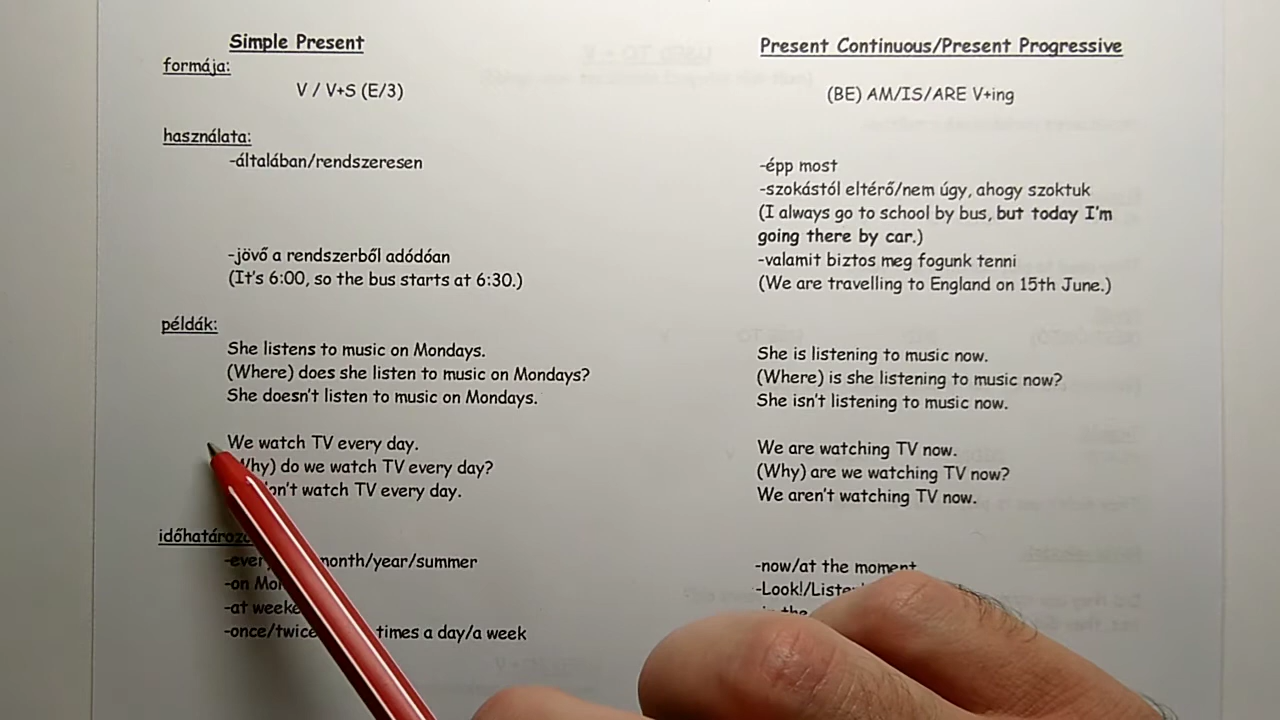 Simple Present
formája:
V / V+S (E/3)
használata:
-általában/rendszeresen
-jövő a rendszerből adódóan
(It's 6:00, so the bus starts at 6:30.)
példák:
She listens to music on Mondays.
(Where) does she listen to music on Mondays?
She doesn't listen to music on Mondays.
We watch TV every day.
do we watch TV every day?
watch TV every day.
month/year/summer
-on
-at
-once/twice times a day/a week
Present Continuous/Present Progressive
(BE) AM/IS/ARE V+ing
-épp most
-szokástól eltérő/nem úgy, ahogy szoktuk
(I always go to school by bus, but today I'm
going there by car.)
-valamit biztos meg fogunk tenni
(We are travelling to England on 15th June.)
She is listening to music now.
(Where) is she listening to music now?
She isn't listening to music now.
We are watching TV now.
(Why) are we watching TV now?
We aren't watching TV now.
-now/at the moment
-Look!